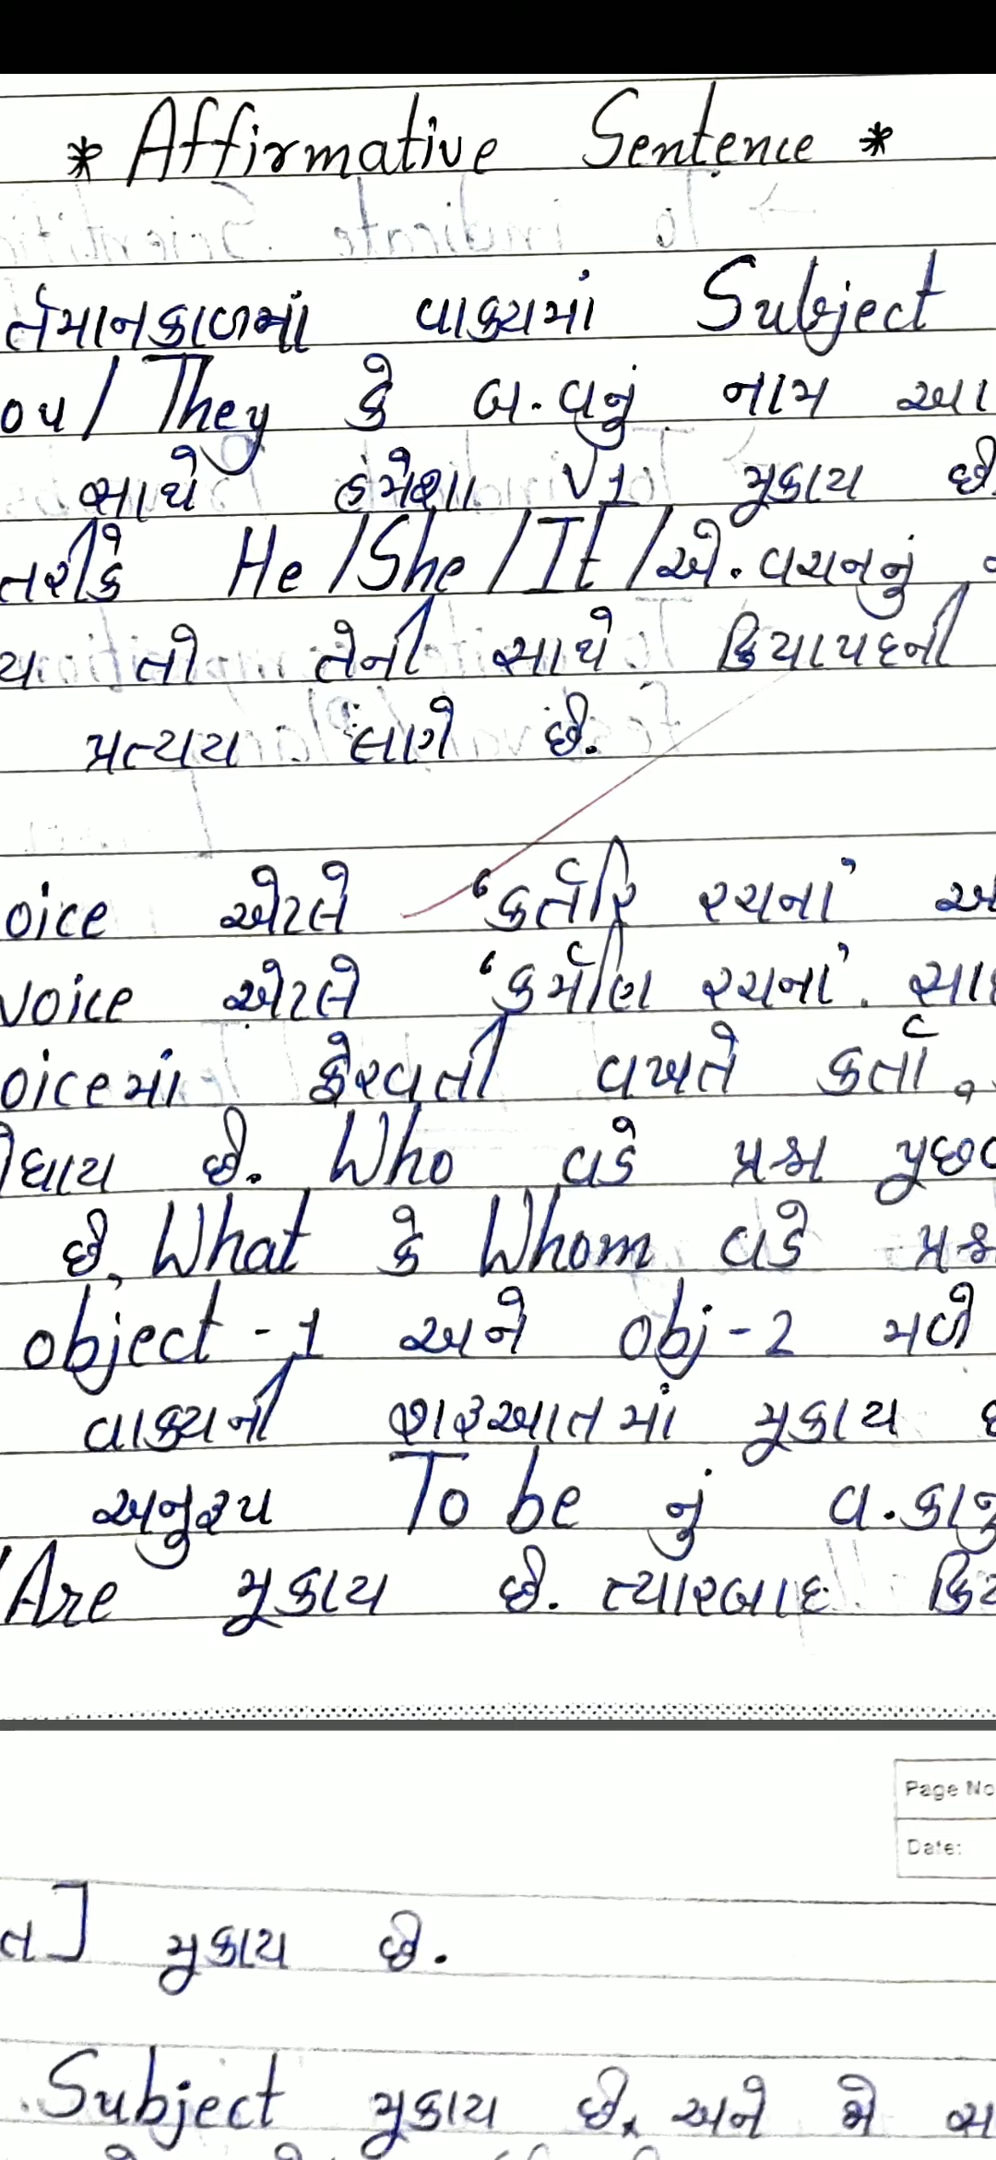 * Affirmative Sentence *
ર્તમાનકાળમાં વાક્યમાં Subject
ou / They કે બ.વનું નામ આ
સાથે હંમેશા V1 મુકાય છે.
તરીકે He / She / It / એ. વચનનું
ય તો તેની સાથે ક્રિયાપદની
પ્રત્યય લાગે છે.
oice એટલે 'કર્તરિ રચના' અ
voice એટલે 'કર્મણિ રચના'. સા
oiceમાં ફેરવતી વખતે કર્તા,
ધાય છે. Who વડે પ્રશ્ન પુછવ
છે, What કે Whom વડે પ્રશ્ન
object - 1 અને obj - 2 મળે
વાક્યની શરૂઆતમાં મુકાય છ
અનુરૂપ To be નું વ.કાનુ
/Are મુકાય છે. ત્યારબાદ ક્રિય
Page No
Date:
ત] મુકાય છે.
Subject મુકાય છે, અને જે સ